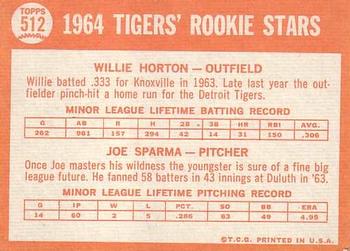 TOPPS
512
1964 TIGERS' ROOKIE STARS
WILLIE HORTON — OUTFIELD
Willie batted .333 for Knoxville in 1963. Late last year the out-
fielder pinch-hit a home run for the Detroit Tigers.
MINOR LEAGUE LIFETIME BATTING RECORD
G AB R H 2B 3B HR RBI AVG.
262 961 157 294 42 14 31 150 .306
JOE SPARMA — PITCHER
Once Joe masters his wildness the youngster is sure of a fine big
league future. He fanned 58 batters in 43 innings at Duluth in '63.
MINOR LEAGUE LIFETIME PITCHING RECORD
G IP W L PCT. SO BB ERA
14 60 2 5 .286 83 49 4.95
© T.C.G. PRINTED IN U.S.A.